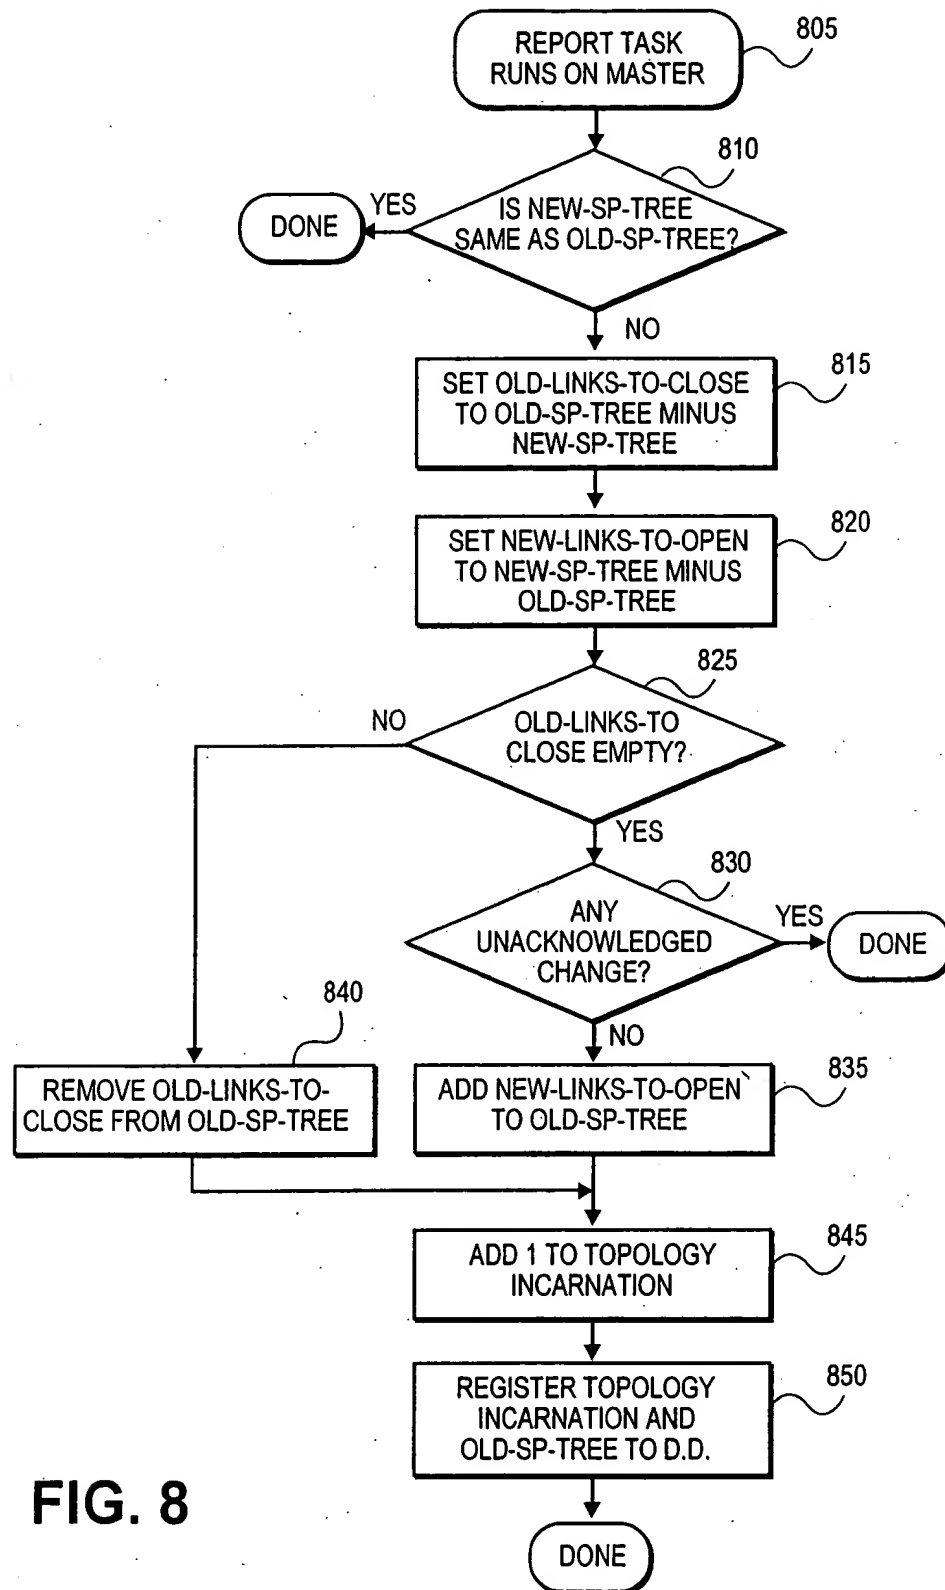 REPORT TASK
RUNS ON MASTER
805
810
IS NEW-SP-TREE
SAME AS OLD-SP-TREE?
YES
DONE
NO
SET OLD-LINKS-TO-CLOSE
TO OLD-SP-TREE MINUS
NEW-SP-TREE
815
SET NEW-LINKS-TO-OPEN
TO NEW-SP-TREE MINUS
OLD-SP-TREE
820
825
OLD-LINKS-TO
CLOSE EMPTY?
NO
YES
830
ANY
UNACKNOWLEDGED
CHANGE?
YES
DONE
NO
840
REMOVE OLD-LINKS-TO-
CLOSE FROM OLD-SP-TREE
ADD NEW-LINKS-TO-OPEN
TO OLD-SP-TREE
835
ADD 1 TO TOPOLOGY
INCARNATION
845
REGISTER TOPOLOGY
INCARNATION AND
OLD-SP-TREE TO D.D.
850
DONE
FIG. 8